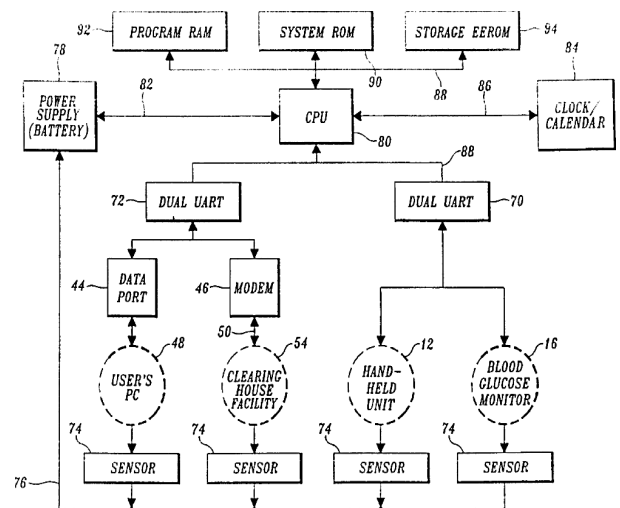 92
PROGRAM RAM
SYSTEM ROM
STORAGE EEROM
94
78
90
88
84
POWER
SUPPLY
(BATTERY)
82
CPU
80
86
CLOCK/
CALENDAR
88
72
DUAL UART
DUAL UART
70
44
DATA
PORT
46
MODEM
50
48
54
12
16
USER'S
PC
CLEARING
HOUSE
FACILITY
HAND-
HELD
UNIT
BLOOD
GLUCOSE
MONITOR
74
74
74
74
SENSOR
SENSOR
SENSOR
SENSOR
76